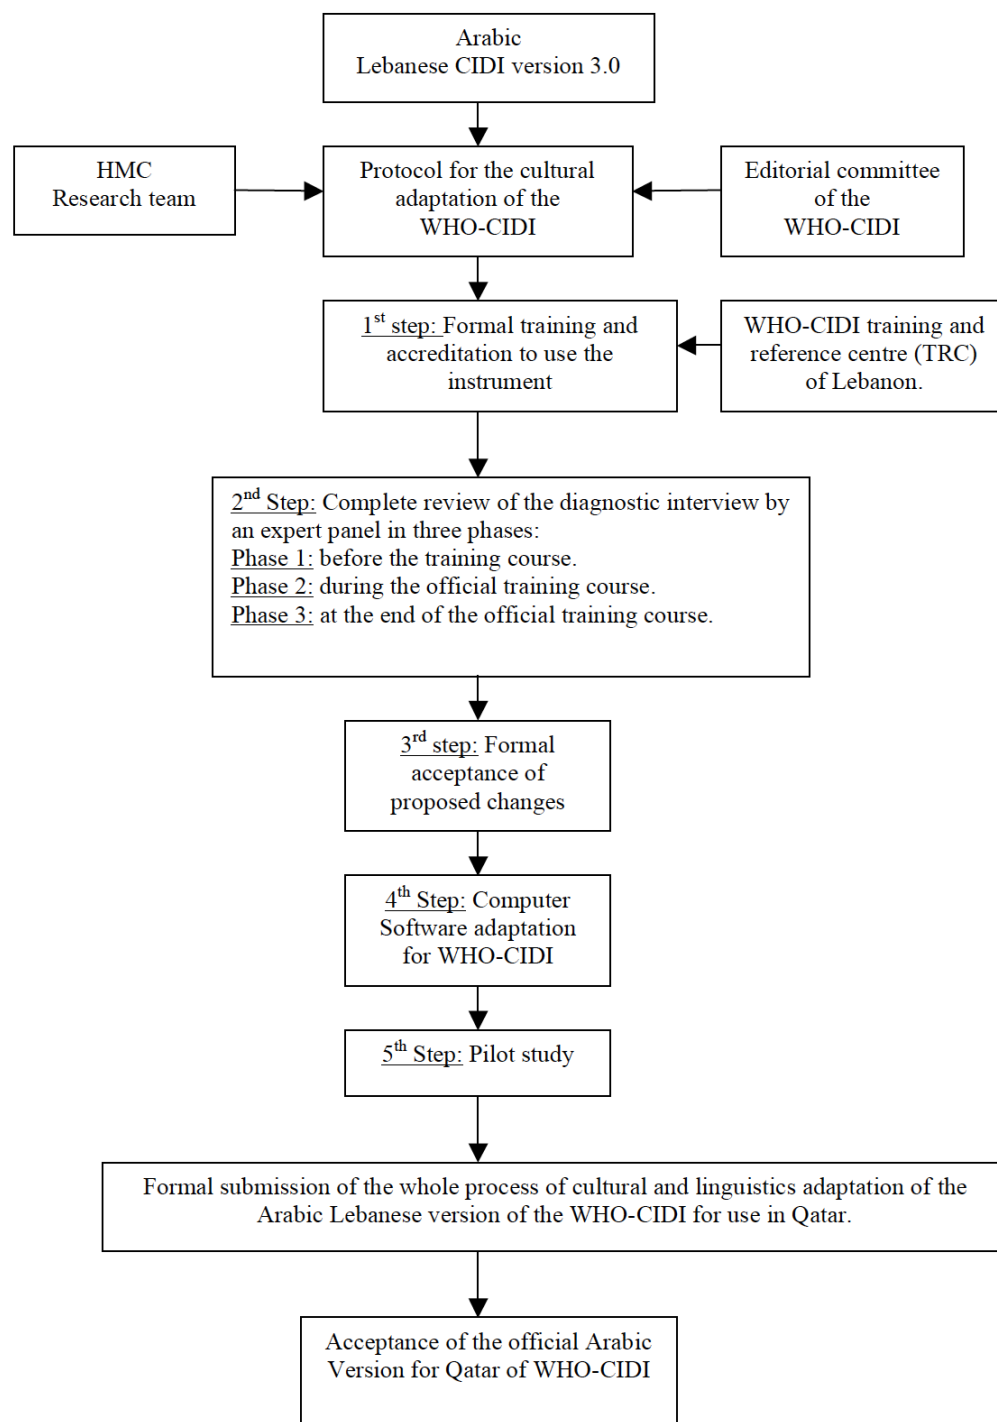 Arabic
Lebanese CIDI version 3.0
HMC
Research team
Protocol for the cultural
adaptation of the
WHO-CIDI
Editorial committee
of the
WHO-CIDI
1st step: Formal training and
accreditation to use the
instrument
WHO-CIDI training and
reference centre (TRC)
of Lebanon.
2nd Step: Complete review of the diagnostic interview by
an expert panel in three phases:
Phase 1: before the training course.
Phase 2: during the official training course.
Phase 3: at the end of the official training course.
3rd step: Formal
acceptance of
proposed changes
4th Step: Computer
Software adaptation
for WHO-CIDI
5th Step: Pilot study
Formal submission of the whole process of cultural and linguistics adaptation of the
Arabic Lebanese version of the WHO-CIDI for use in Qatar.
Acceptance of the official Arabic
Version for Qatar of WHO-CIDI